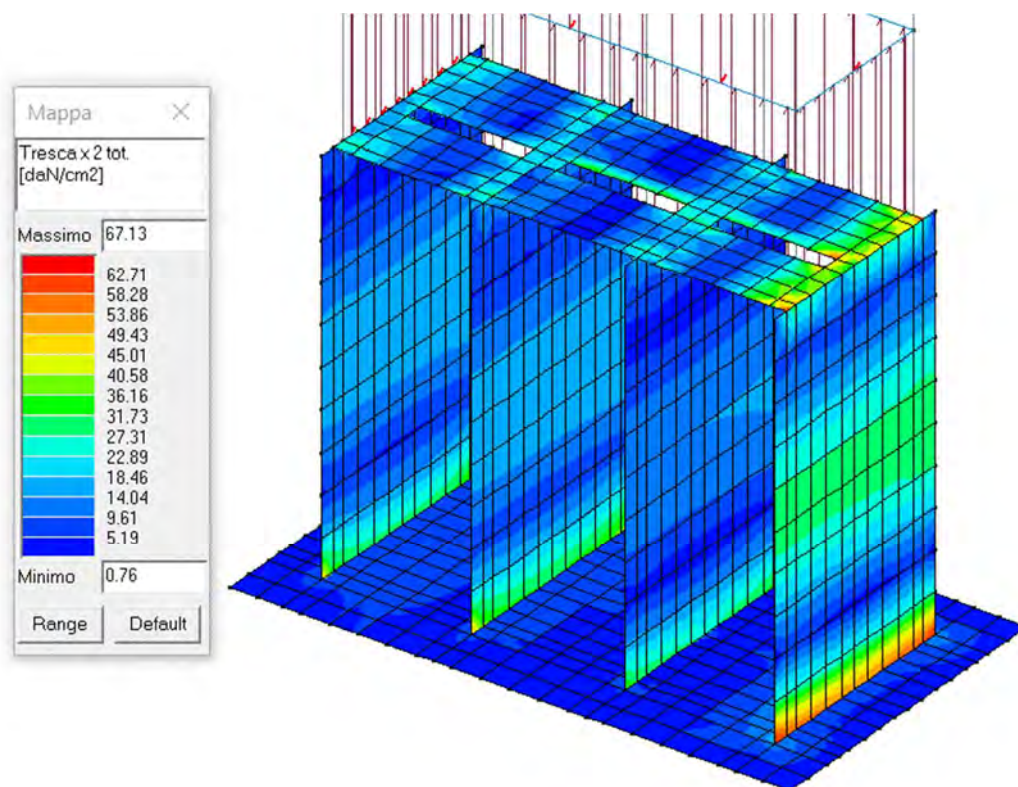 Mappa
Tresca x 2 tot.
[daN/cm2]
Massimo 67.13
62.71
58.28
53.86
49.43
45.01
40.58
36.16
31.73
27.31
22.89
18.46
14.04
9.61
5.19
Minimo 0.76
Range Default